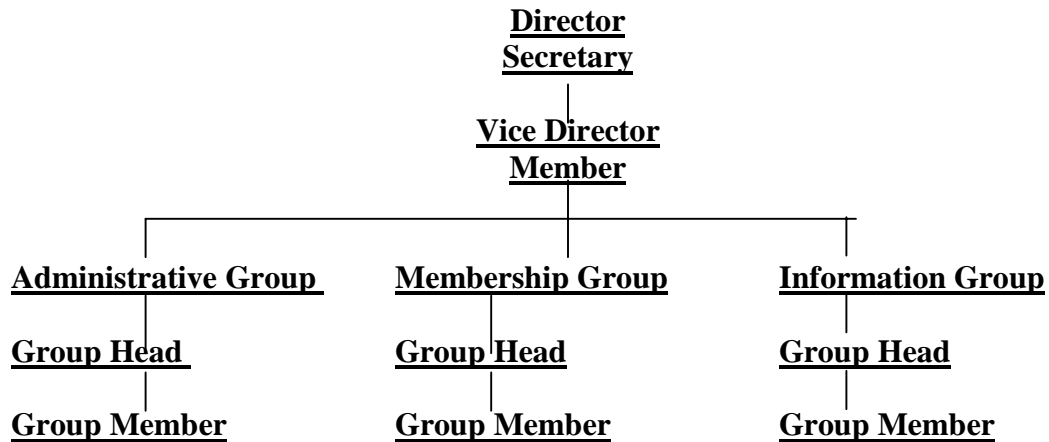 Director
Secretary
Vice Director
Member
Administrative Group
Membership Group
Information Group
Group Head
Group Head
Group Head
Group Member
Group Member
Group Member